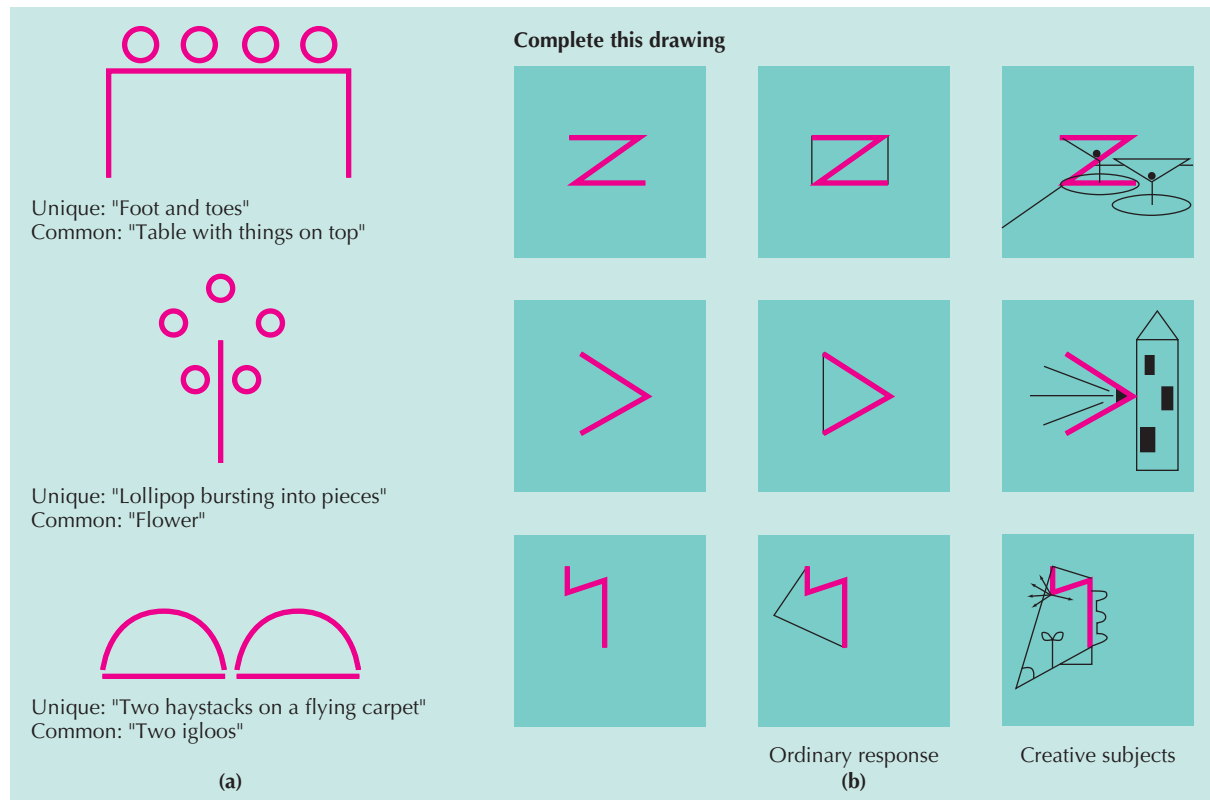 Unique: "Foot and toes"
Common: "Table with things on top"
Unique: "Lollipop bursting into pieces"
Common: "Flower"
Unique: "Two haystacks on a flying carpet"
Common: "Two igloos"
(a)
Complete this drawing
Ordinary response
Creative subjects
(b)